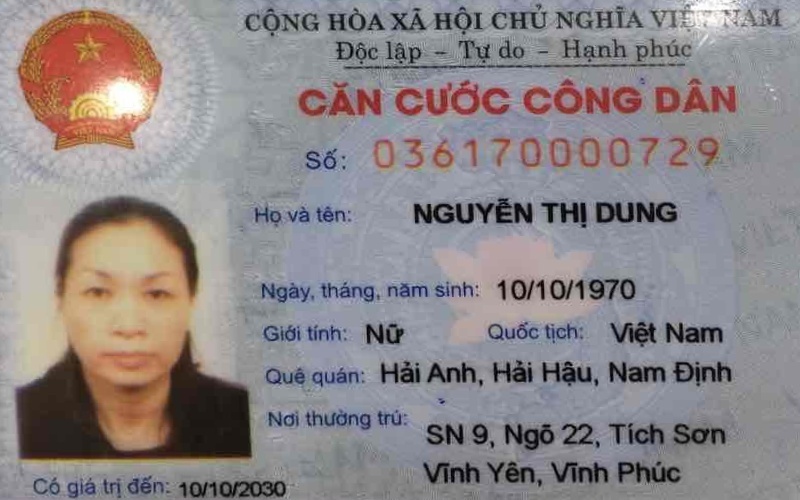 CỘNG HÒA XÃ HỘI CHỦ NGHĨA VIỆT NAM
Độc lập - Tự do - Hạnh phúc
CĂN CƯỚC CÔNG DÂN
Số: 036170000729
Họ và tên: NGUYỄN THỊ DUNG
Ngày, tháng, năm sinh: 10/10/1970
Giới tính: Nữ Quốc tịch: Việt Nam
Quê quán: Hải Anh, Hải Hậu, Nam Định
Nơi thường trú: SN 9, Ngõ 22, Tích Sơn
Vĩnh Yên, Vĩnh Phúc
Có giá trị đến: 10/10/2030